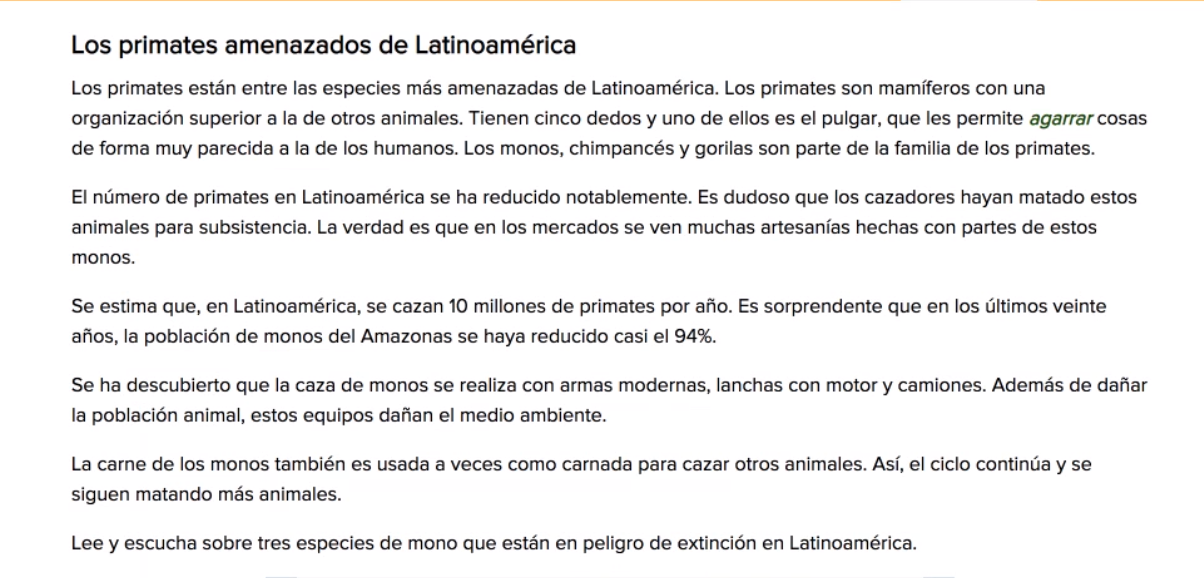 Los primates amenazados de Latinoamérica
Los primates están entre las especies más amenazadas de Latinoamérica. Los primates son mamíferos con una
organización superior a la de otros animales. Tienen cinco dedos y uno de ellos es el pulgar, que les permite agarrar cosas
de forma muy parecida a la de los humanos. Los monos, chimpancés y gorilas son parte de la familia de los primates.
El número de primates en Latinoamérica se ha reducido notablemente. Es dudoso que los cazadores hayan matado estos
animales para subsistencia. La verdad es que en los mercados se ven muchas artesanías hechas con partes de estos
monos.
Se estima que, en Latinoamérica, se cazan 10 millones de primates por año. Es sorprendente que en los últimos veinte
años, la población de monos del Amazonas se haya reducido casi el 94%.
Se ha descubierto que la caza de monos se realiza con armas modernas, lanchas con motor y camiones. Además de dañar
la población animal, estos equipos dañan el medio ambiente.
La carne de los monos también es usada a veces como carnada para cazar otros animales. Así, el ciclo continúa y se
siguen matando más animales.
Lee y escucha sobre tres especies de mono que están en peligro de extinción en Latinoamérica.